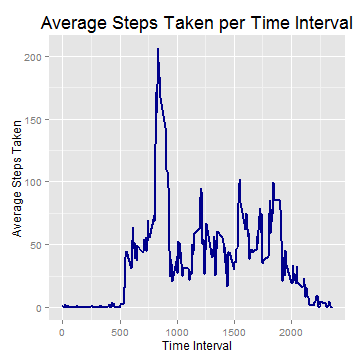 Average Steps Taken per Time Interval
200
150
100
50
0
Average Steps Taken
0 500 1000 1500 2000
Time Interval